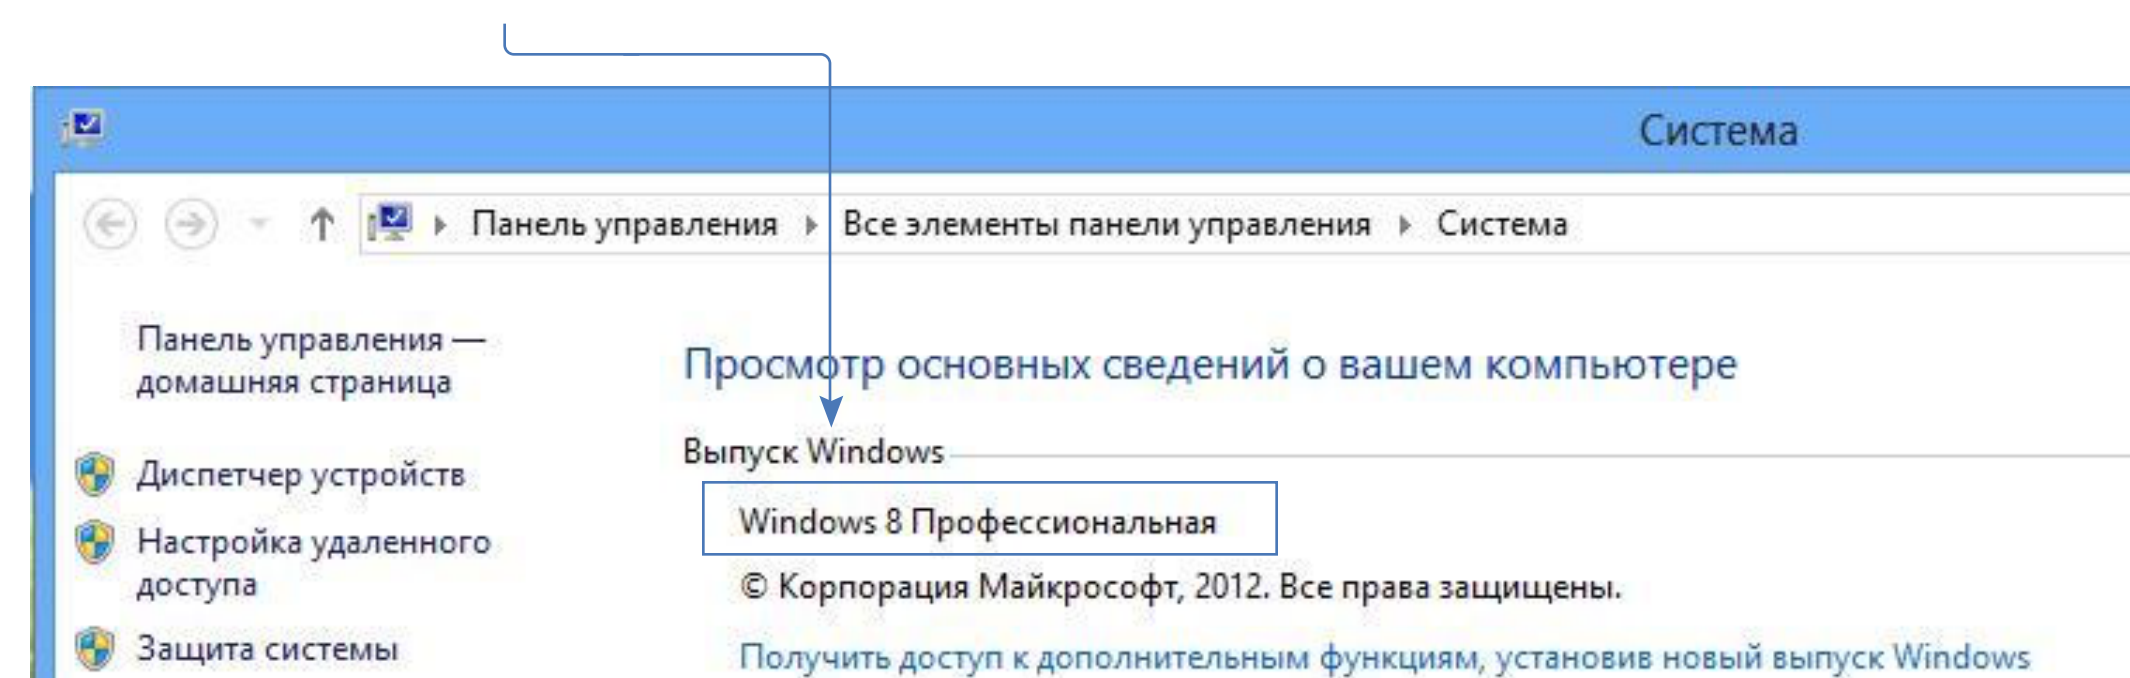 Система
Панель управления Все элементы панели управления Система
Панель управления —
домашняя страница
Диспетчер устройств
Настройка удаленного
доступа
Защита системы
Просмотр основных сведений о вашем компьютере
Выпуск Windows
Windows 8 Профессиональная
© Корпорация Майкрософт, 2012. Все права защищены.
Получить доступ к дополнительным функциям, установив новый выпуск Windows